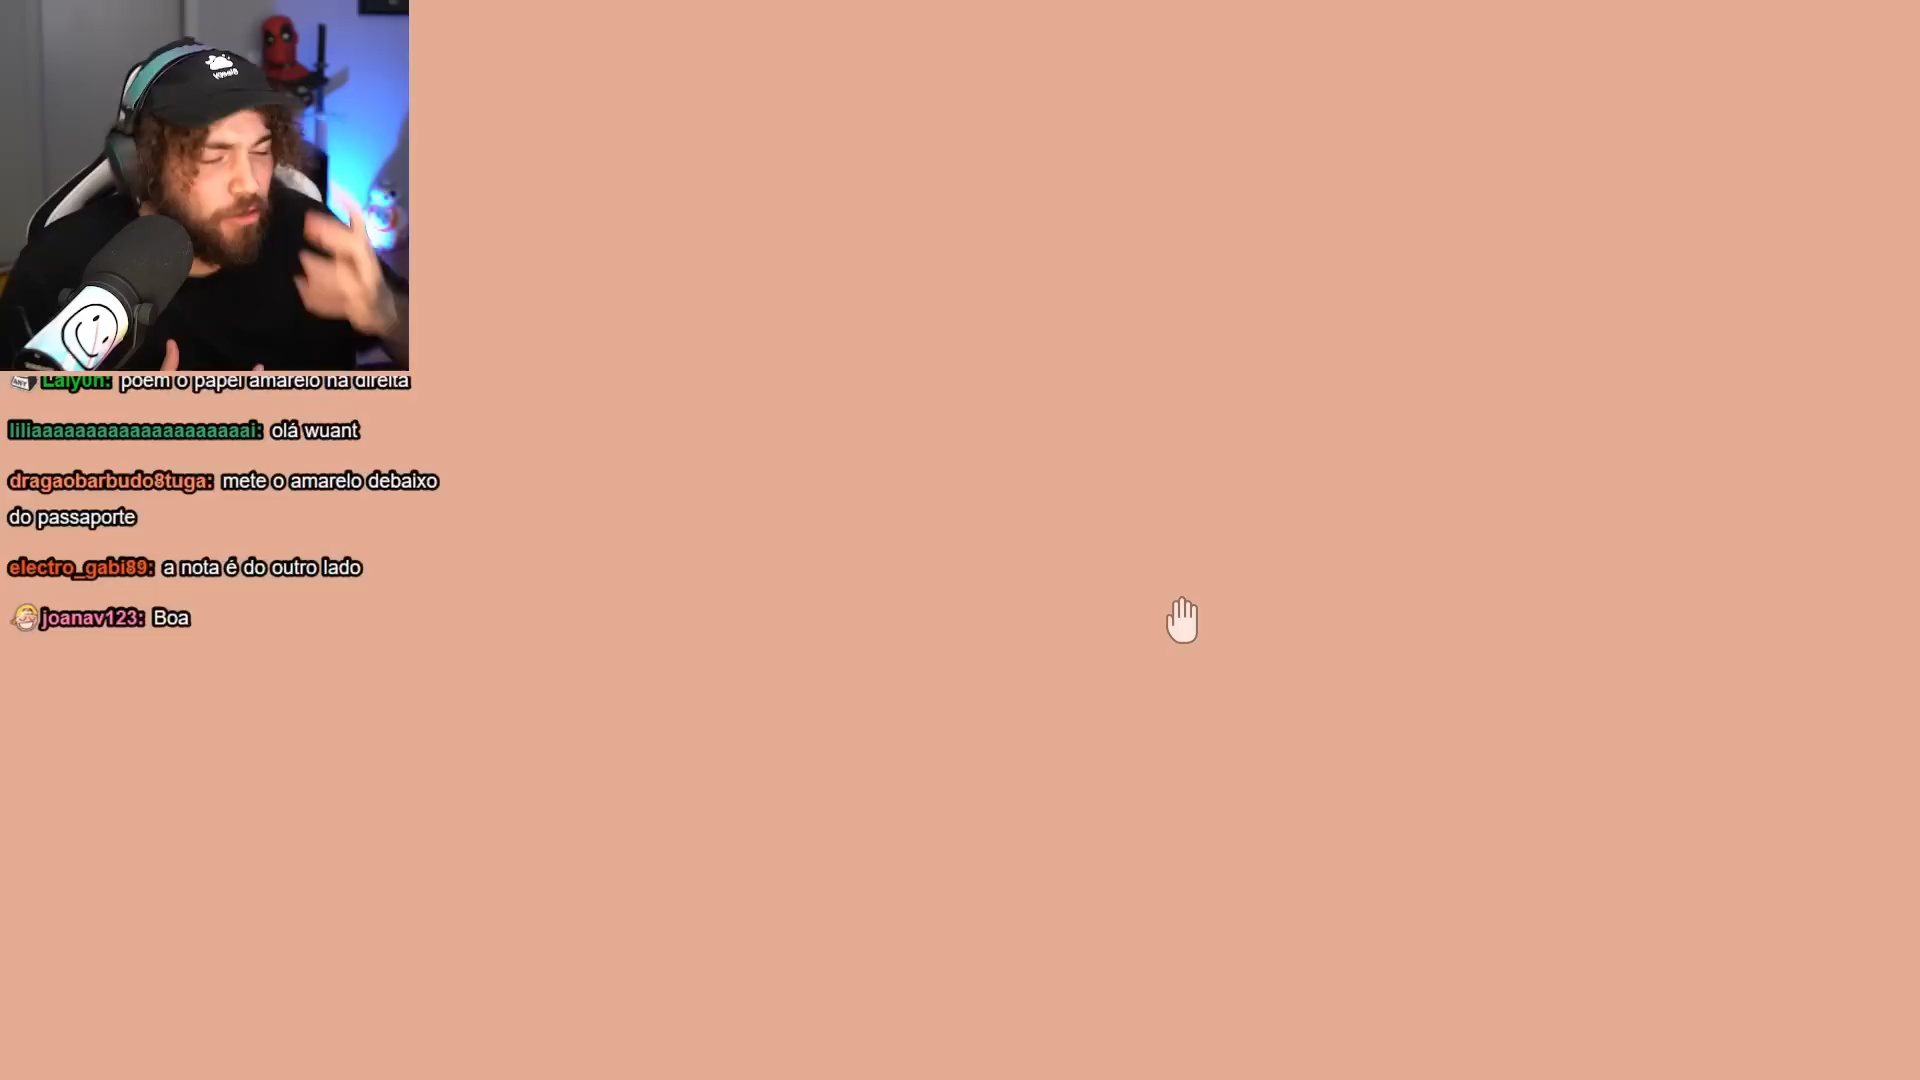 Laiyun: poem o papel amarelo na direita
liliaaaaaaaaaaaaaaaaaaaai: olá wuant
dragaobarbudo8tuga: mete o amarelo debaixo
do passaporte
electro_gabi89: a nota é do outro lado
joanav123: Boa